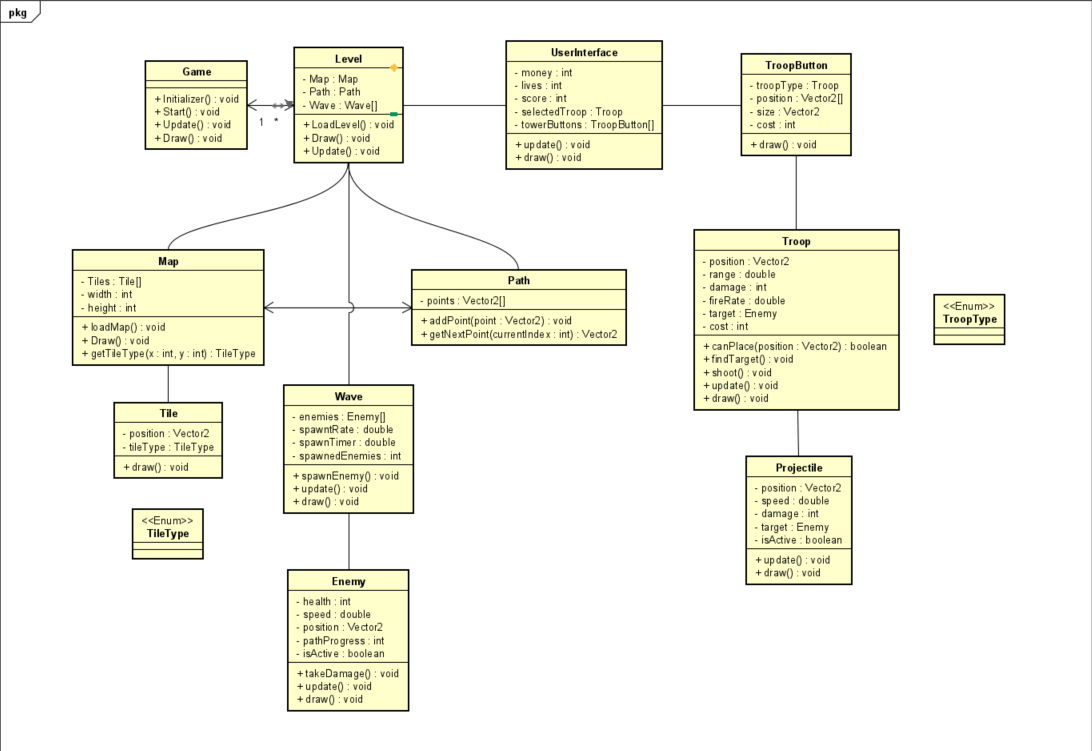 pkg
Game
+ Initializer() : void
+ Start() : void
+ Update() : void
+ Draw() : void
1 *
Level
- Map : Map
- Path : Path
- Wave : Wave[]
+ LoadLevel() : void
+ Draw() : void
+ Update() : void
UserInterface
- money : int
- lives : int
- score : int
- selectedTroop : Troop
- towerButtons : TroopButton[]
+ update() : void
+ draw() : void
TroopButton
- troopType : Troop
- position : Vector2[]
- size : Vector2
- cost : int
+ draw() : void
Map
- Tiles : Tile[]
- width : int
- height : int
+ loadMap() : void
+ Draw() : void
+ getTileType(x : int, y : int) : TileType
Path
- points : Vector2[]
+ addPoint(point : Vector2) : void
+ getNextPoint(currentIndex : int) : Vector2
Troop
- position : Vector2
- range : double
- damage : int
- fireRate : double
- target : Enemy
- cost : int
+ canPlace(position : Vector2) : boolean
+ findTarget() : void
+ shoot() : void
+ update() : void
+ draw() : void
<<Enum>>
TroopType
Tile
- position : Vector2
- tileType : TileType
+ draw() : void
Wave
- enemies : Enemy[]
- spawntRate : double
- spawnTimer : double
- spawnedEnemies : int
+ spawnEnemy() : void
+ update() : void
+ draw() : void
<<Enum>>
TileType
Projectile
- position : Vector2
- speed : double
- damage : int
- target : Enemy
- isActive : boolean
+ update() : void
+ draw() : void
Enemy
- health : int
- speed : double
- position : Vector2
- pathProgress : int
- isActive : boolean
+ takeDamage() : void
+ update() : void
+ draw() : void